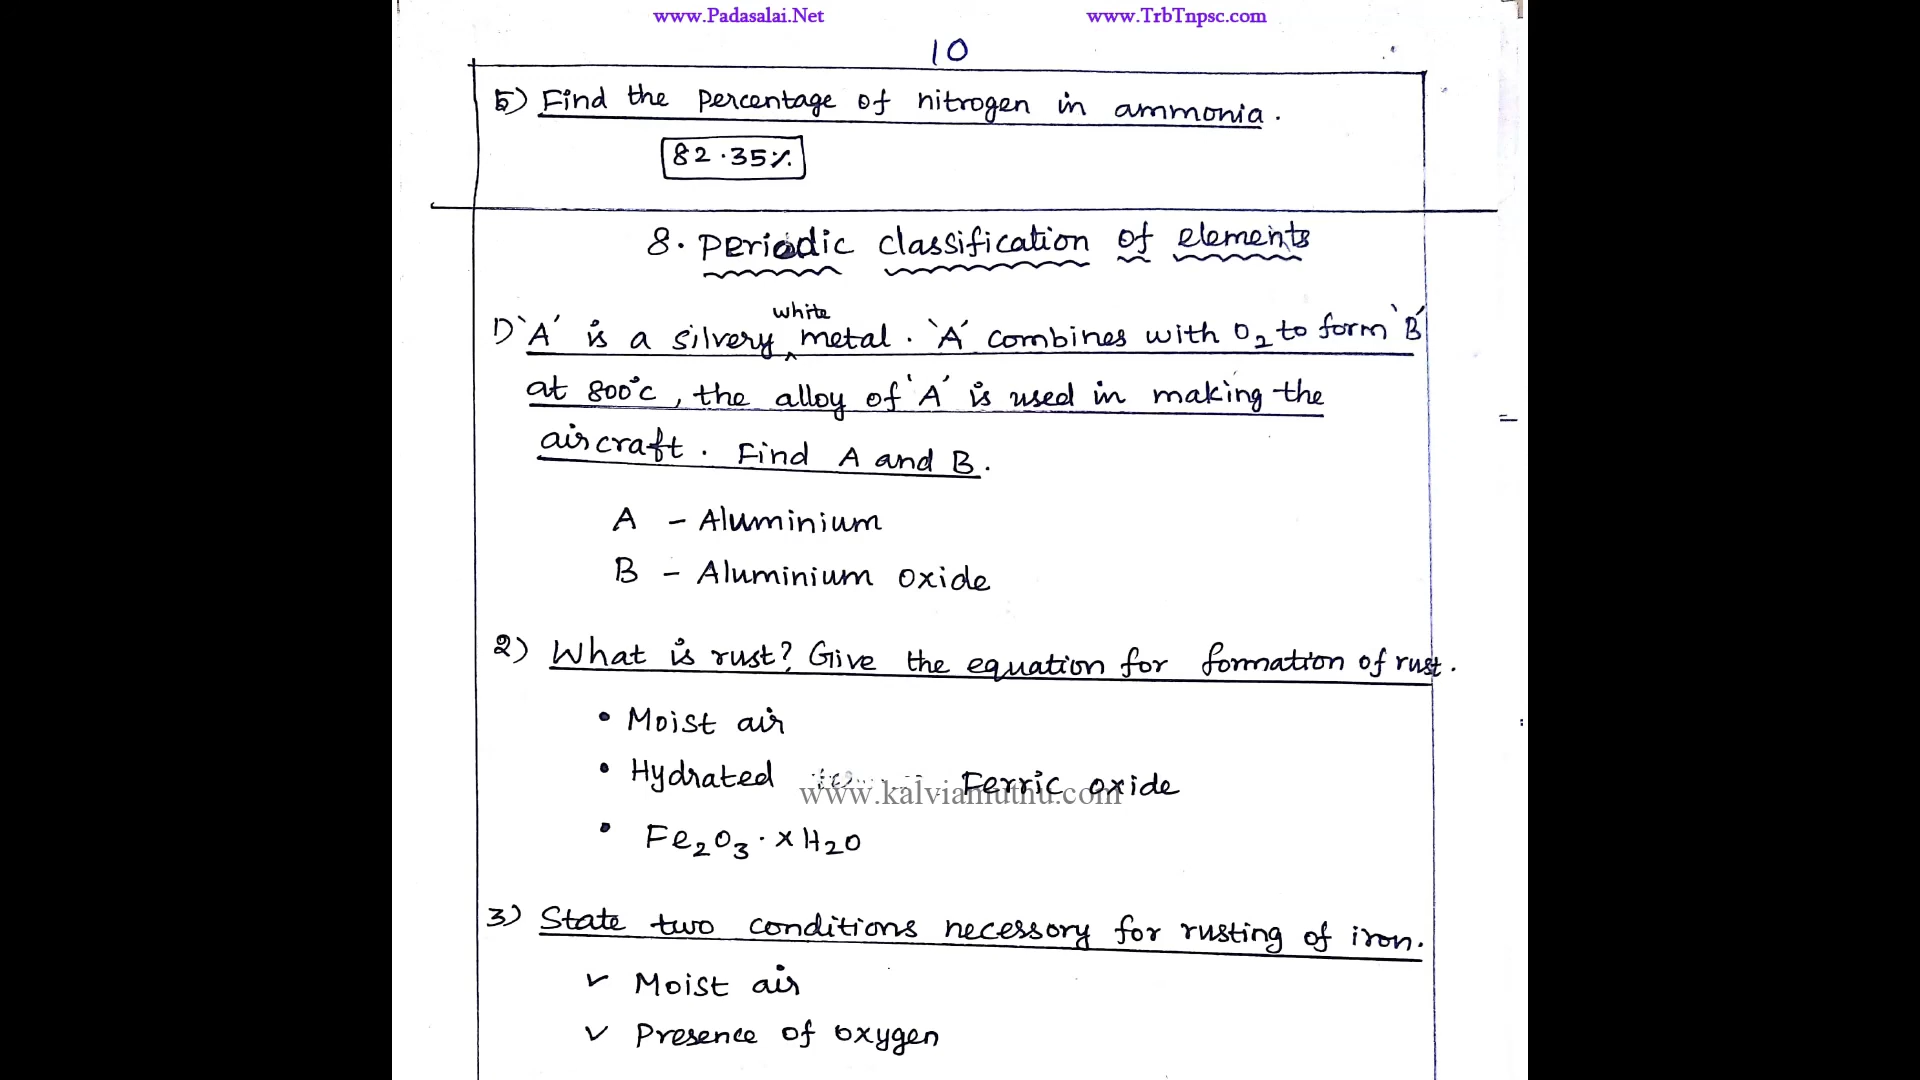 www.Padasalai.Net www.TrbTnpsc.com
10
5) Find the percentage of nitrogen in ammonia.
82.35%
8. Periodic classification of elements
1) 'A' is a silvery white metal. 'A' combines with O₂ to form 'B'
at 800°c, the alloy of 'A' is used in making the
aircraft. Find A and B.
A - Aluminium
B - Aluminium oxide
2) What is rust? Give the equation for formation of rust.
• Moist air
• Hydrated Ferric oxide
www.kalviamuthu.com
• Fe₂O₃·xH₂O
3) State two conditions necessory for rusting of iron.
✓ Moist air
✓ Presence of oxygen